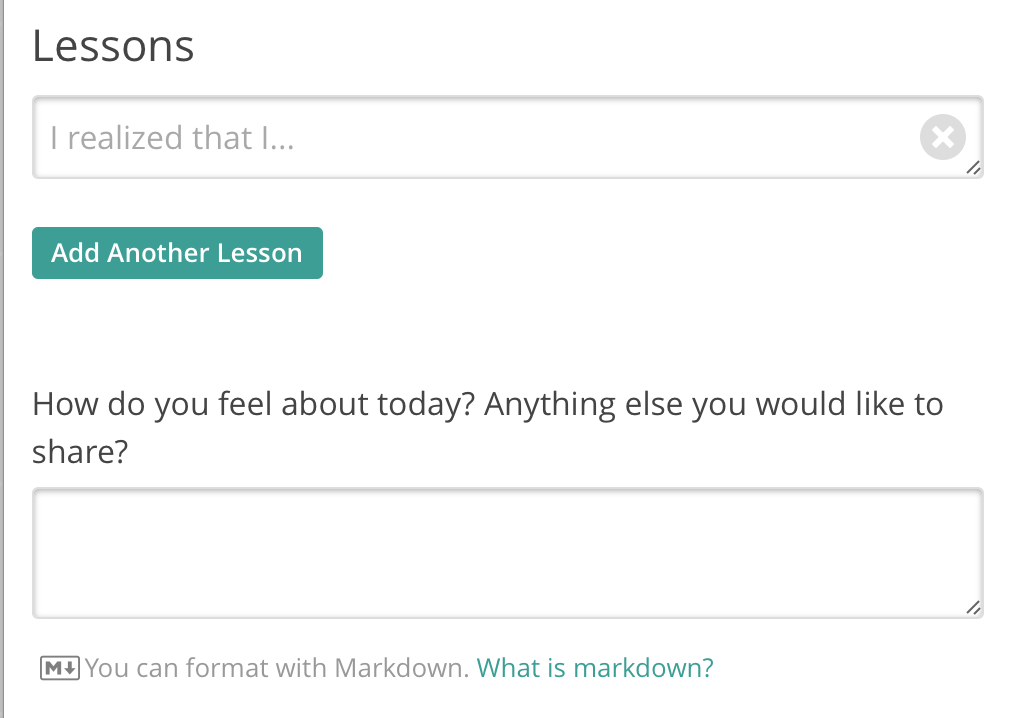 Lessons
I realized that I...
Add Another Lesson
How do you feel about today? Anything else you would like to
share?
M You can format with Markdown. What is markdown?